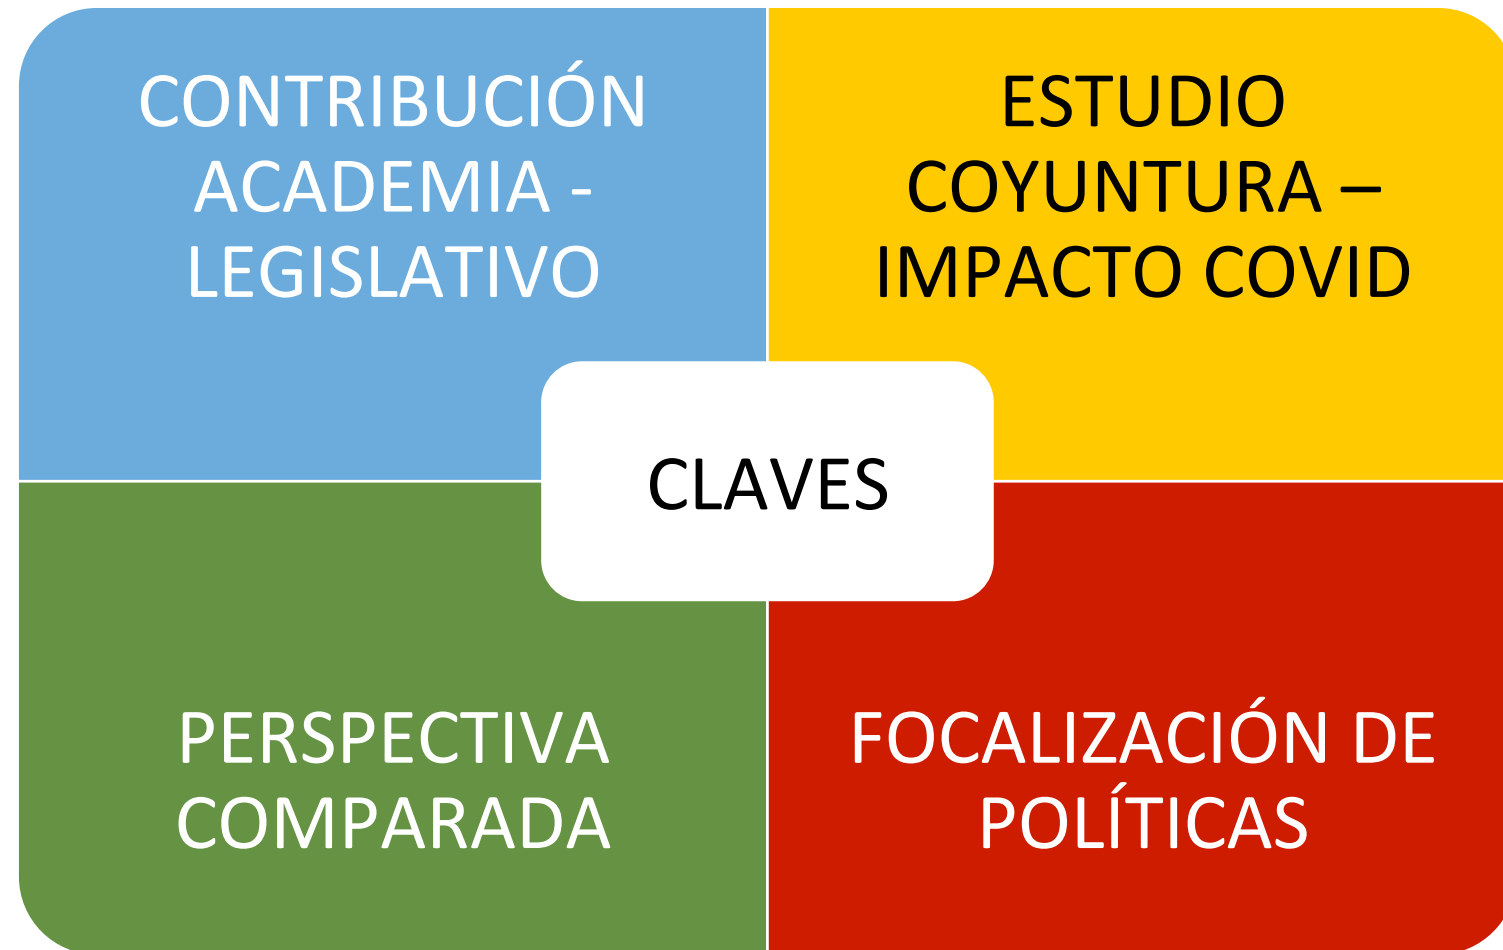 CONTRIBUCIÓN
ACADEMIA -
LEGISLATIVO
ESTUDIO
COYUNTURA –
IMPACTO COVID
CLAVES
PERSPECTIVA
COMPARADA
FOCALIZACIÓN DE
POLÍTICAS